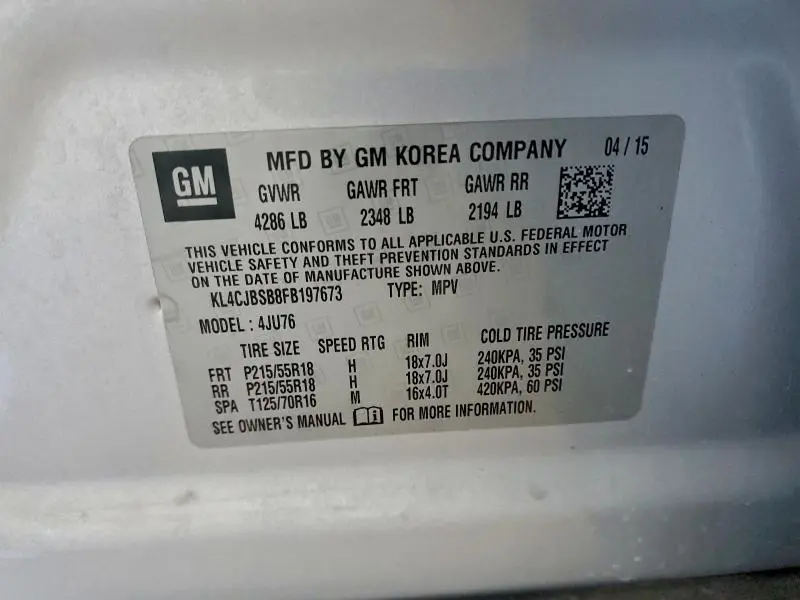 GM
MFD BY GM KOREA COMPANY 04 / 15
GVWR GAWR FRT GAWR RR
4286 LB 2348 LB 2194 LB
THIS VEHICLE CONFORMS TO ALL APPLICABLE U.S. FEDERAL MOTOR
VEHICLE SAFETY AND THEFT PREVENTION STANDARDS IN EFFECT
ON THE DATE OF MANUFACTURE SHOWN ABOVE.
KL4CJBSB8FB197673 TYPE: MPV
MODEL: 4JU76
TIRE SIZE SPEED RTG RIM COLD TIRE PRESSURE
FRT P215/55R18 H 18x7.0J 240KPA, 35 PSI
RR P215/55R18 H 18x7.0J 240KPA, 35 PSI
SPA T125/70R16 M 16x4.0T 420KPA, 60 PSI
SEE OWNER'S MANUAL FOR MORE INFORMATION.